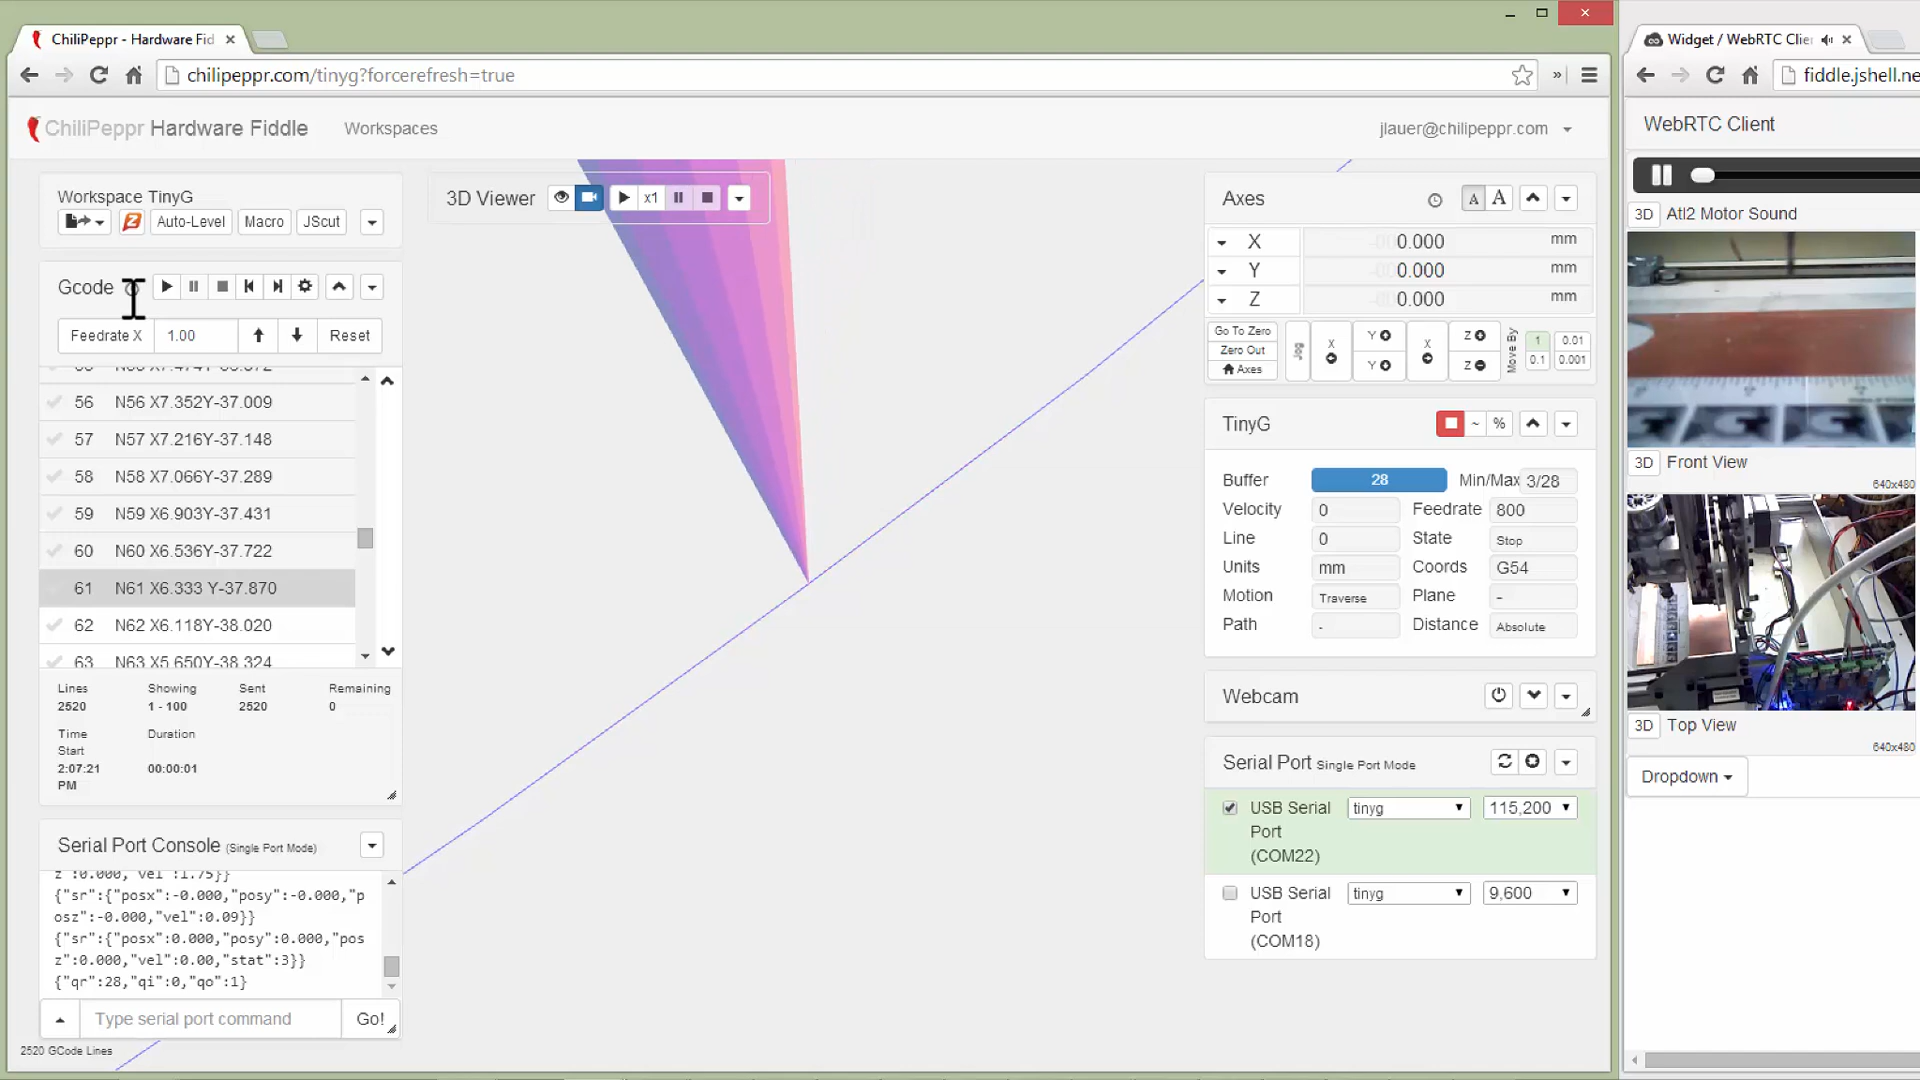 ChiliPeppr - Hardware Fid
Widget / WebRTC Clie
chilipeppr.com/tinyg?forcerefresh=true
fiddle.jshell.ne
ChiliPeppr Hardware Fiddle
Workspaces
jlauer@chilipeppr.com
WebRTC Client
Workspace TinyG
Auto-Level
Macro
JScut
Gcode
Feedrate X
1.00
Reset
56 N56 X7.352Y-37.009
57 N57 X7.216Y-37.148
58 N58 X7.066Y-37.289
59 N59 X6.903Y-37.431
60 N60 X6.536Y-37.722
61 N61 X6.333 Y-37.870
62 N62 X6.118Y-38.020
63 N63 X5.650Y-38.324
Lines Showing Sent Remaining
2520 1 - 100 2520 0
Time Duration
Start
2:07:21 00:00:01
PM
Serial Port Console (Single Port Mode)
{"sr":{"posx":-0.000,"posy":-0.000,"p
osz":-0.000,"vel":0.09}}
{"sr":{"posx":0.000,"posy":0.000,"pos
z":0.000,"vel":0.00,"stat":3}}
{"qr":28,"qi":0,"qo":1}
Type serial port command
Go!
2520 GCode Lines
3D Viewer
x1
Axes
A A
X 0.000 mm
Y 0.000 mm
Z 0.000 mm
Go To Zero
Zero Out
Axes
X
Y
Y
X
Z
Z
Move By
1 0.01
0.1 0.001
TinyG
~ %
Buffer 28 Min/Max 3/28
Velocity 0 Feedrate 800
Line 0 State Stop
Units mm Coords G54
Motion Traverse Plane -
Path - Distance Absolute
Webcam
Serial Port Single Port Mode
USB Serial tinyg 115,200
Port
(COM22)
USB Serial tinyg 9,600
Port
(COM18)
3D Atl2 Motor Sound
3D Front View
640x480
3D Top View
640x480
Dropdown